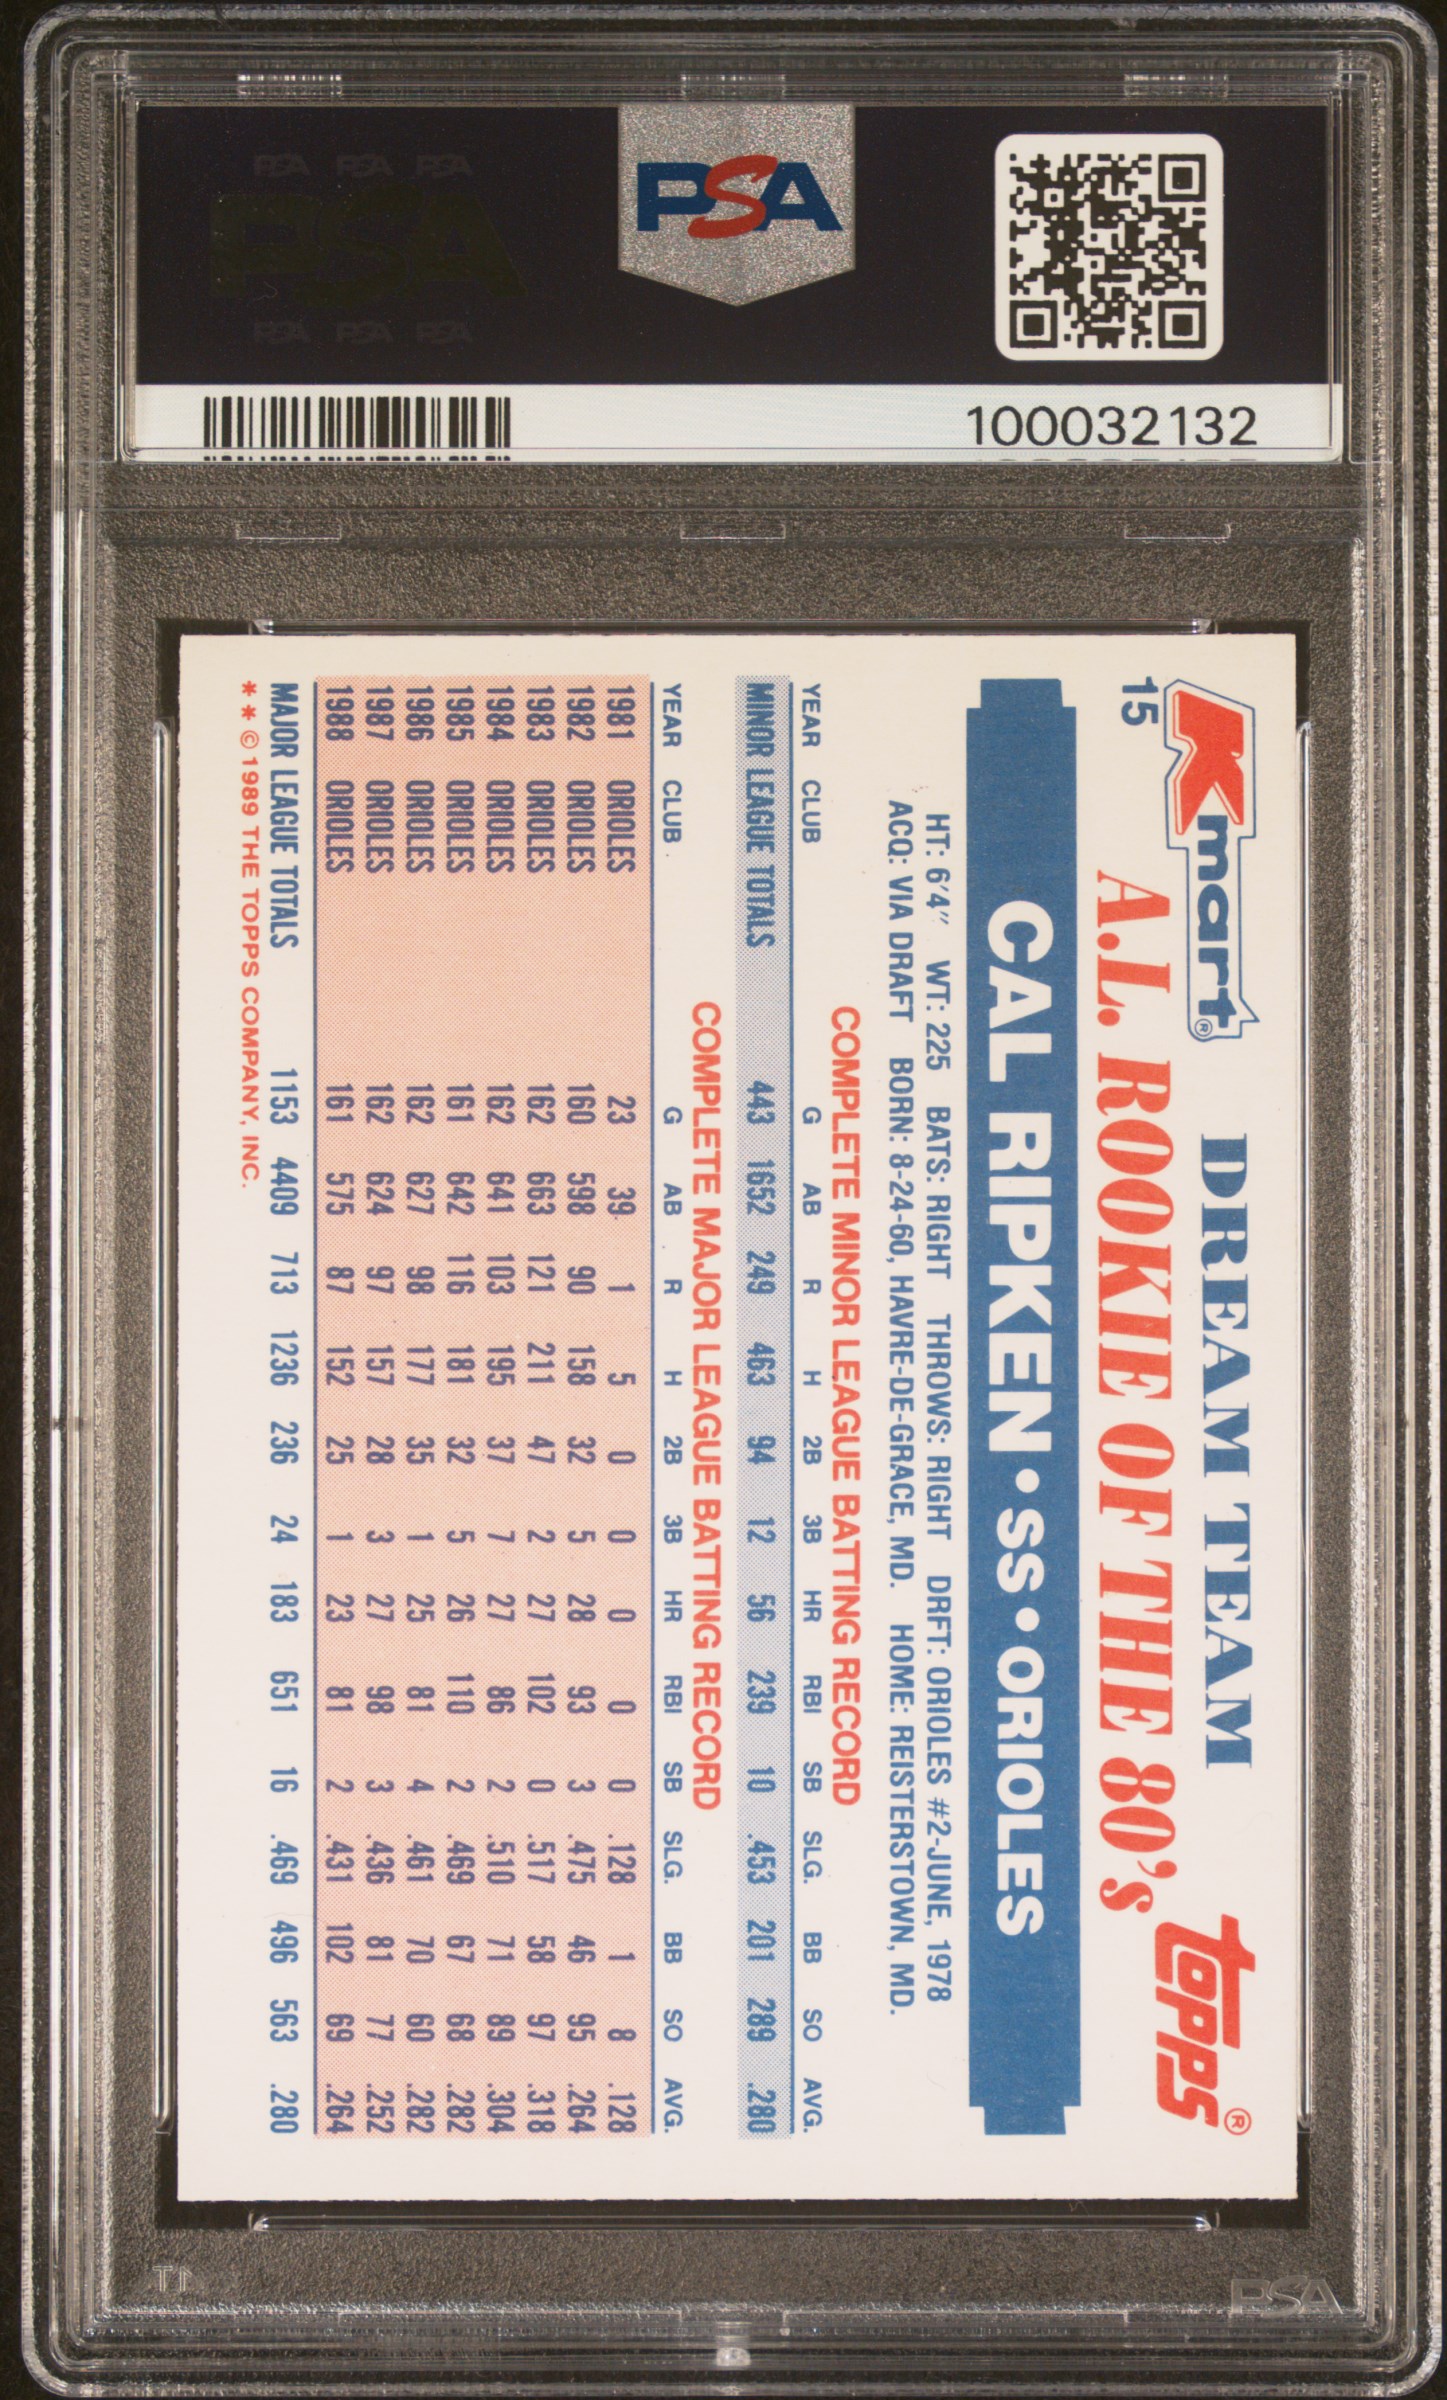 PSA PSA PSA
PSA
PSA PSA PSA
PSA
100032132
Kmart®
DREAM TEAM
topps®
15
A.L. ROOKIE OF THE 80's
CAL RIPKEN • SS • ORIOLES
HT: 6'4" WT: 225 BATS: RIGHT THROWS: RIGHT DRFT: ORIOLES #2-JUNE, 1978
ACQ: VIA DRAFT BORN: 8-24-60, HAVRE-DE-GRACE, MD. HOME: REISTERSTOWN, MD.
COMPLETE MINOR LEAGUE BATTING RECORD
YEAR CLUB G AB R H 2B 3B HR RBI SB SLG. BB SO AVG.
MINOR LEAGUE TOTALS 443 1652 249 463 94 12 56 239 10 .453 201 289 .280
COMPLETE MAJOR LEAGUE BATTING RECORD
YEAR CLUB G AB R H 2B 3B HR RBI SB SLG. BB SO AVG.
1981 ORIOLES 23 39 1 5 0 0 0 0 0 .128 1 8 .128
1982 ORIOLES 160 598 90 158 32 5 28 93 3 .475 46 95 .264
1983 ORIOLES 162 663 121 211 47 2 27 102 0 .517 58 97 .318
1984 ORIOLES 162 641 103 195 37 7 27 86 2 .510 71 89 .304
1985 ORIOLES 161 642 116 181 32 5 26 110 2 .469 67 68 .282
1986 ORIOLES 162 627 98 177 35 1 25 81 4 .461 70 60 .282
1987 ORIOLES 162 624 97 157 28 3 27 98 3 .436 81 77 .252
1988 ORIOLES 161 575 87 152 25 1 23 81 2 .431 102 69 .264
MAJOR LEAGUE TOTALS 1153 4409 713 1236 236 24 183 651 16 .469 496 563 .280
* * © 1989 THE TOPPS COMPANY, INC.
PSA